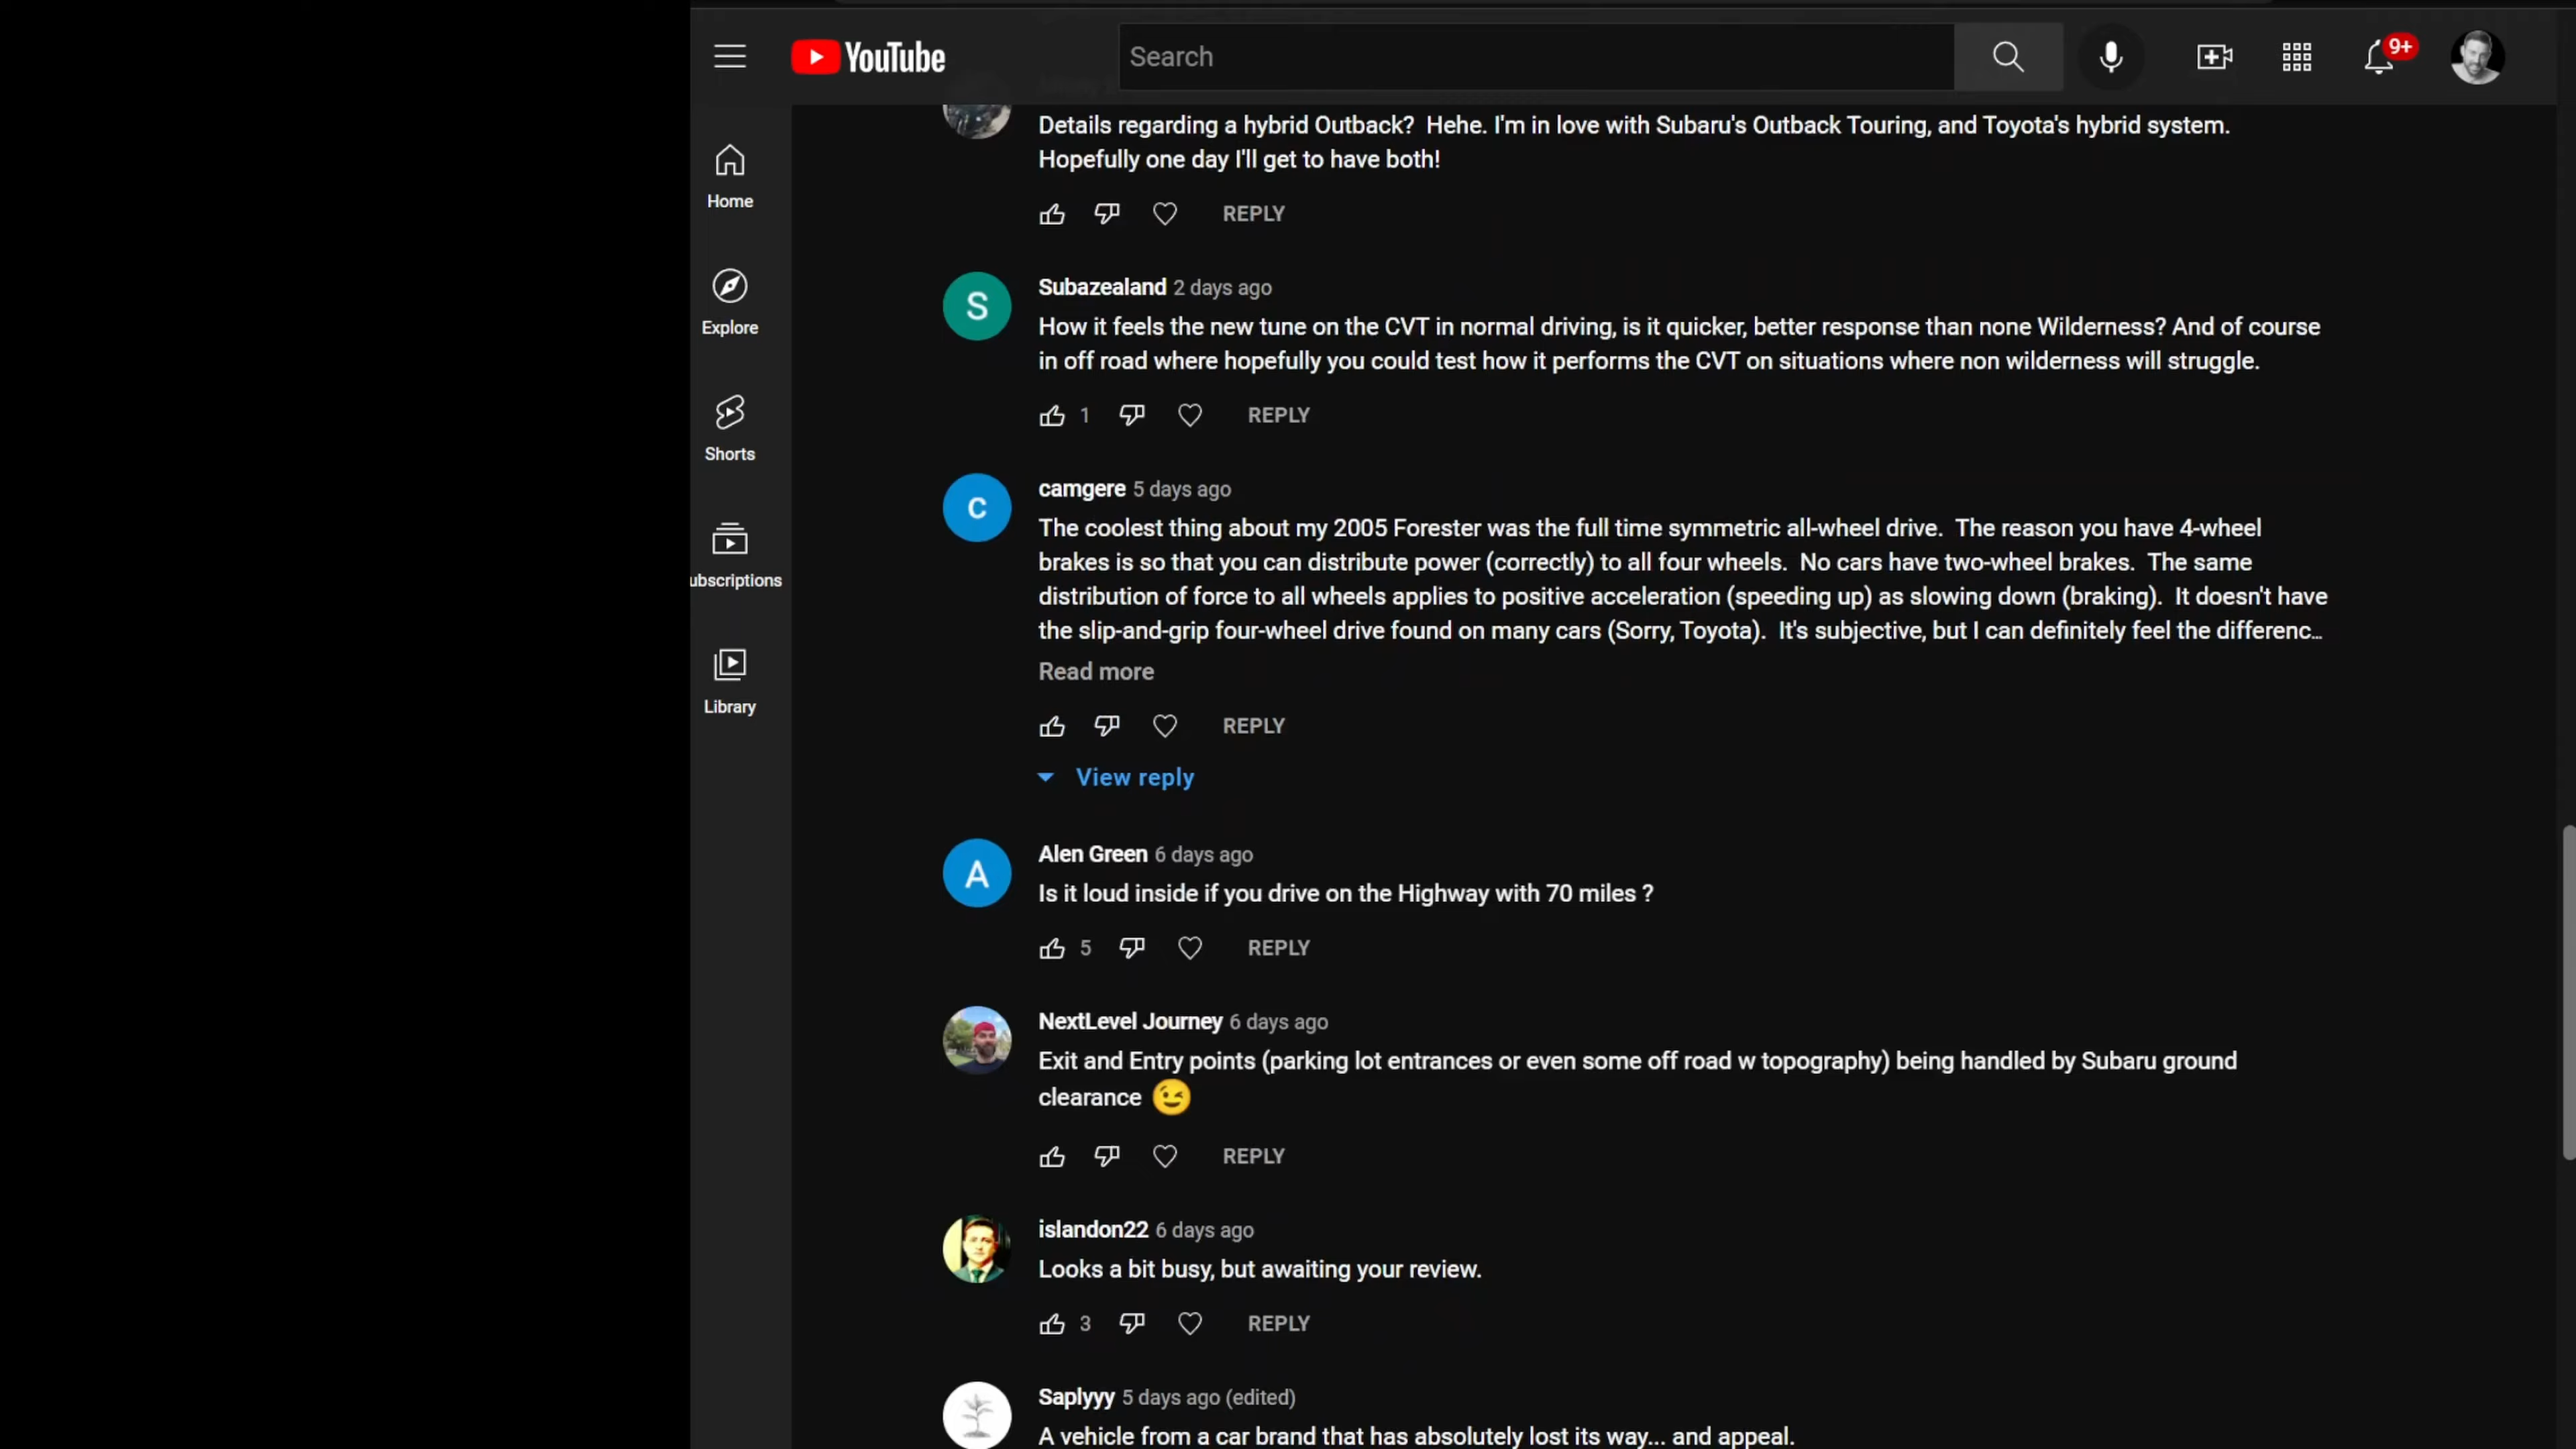 YouTube
Search
9+
Home
Explore
Shorts
ubscriptions
Library
Details regarding a hybrid Outback?  Hehe. I'm in love with Subaru's Outback Touring, and Toyota's hybrid system.
Hopefully one day I'll get to have both!
REPLY
S
Subazealand 2 days ago
How it feels the new tune on the CVT in normal driving, is it quicker, better response than none Wilderness? And of course
in off road where hopefully you could test how it performs the CVT on situations where non wilderness will struggle.
1 REPLY
c
camgere 5 days ago
The coolest thing about my 2005 Forester was the full time symmetric all-wheel drive.  The reason you have 4-wheel
brakes is so that you can distribute power (correctly) to all four wheels.  No cars have two-wheel brakes.  The same
distribution of force to all wheels applies to positive acceleration (speeding up) as slowing down (braking).  It doesn't have
the slip-and-grip four-wheel drive found on many cars (Sorry, Toyota).  It's subjective, but I can definitely feel the differenc...
Read more
REPLY
View reply
A
Alen Green 6 days ago
Is it loud inside if you drive on the Highway with 70 miles ?
5 REPLY
NextLevel Journey 6 days ago
Exit and Entry points (parking lot entrances or even some off road w topography) being handled by Subaru ground
clearance 😉
REPLY
islandon22 6 days ago
Looks a bit busy, but awaiting your review.
3 REPLY
Saplyyy 5 days ago (edited)
A vehicle from a car brand that has absolutely lost its way... and appeal.